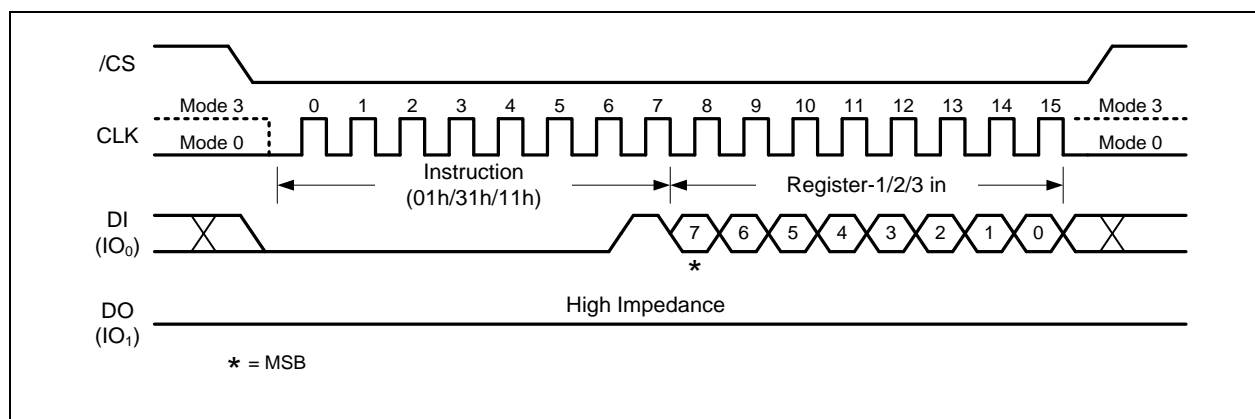 /CS
Mode 3 0 1 2 3 4 5 6 7 8 9 10 11 12 13 14 15 Mode 3
CLK
Mode 0 Mode 0
Instruction
(01h/31h/11h)
Register-1/2/3 in
DI
(IO₀)
7 6 5 4 3 2 1 0
*
High Impedance
DO
(IO₁)
* = MSB